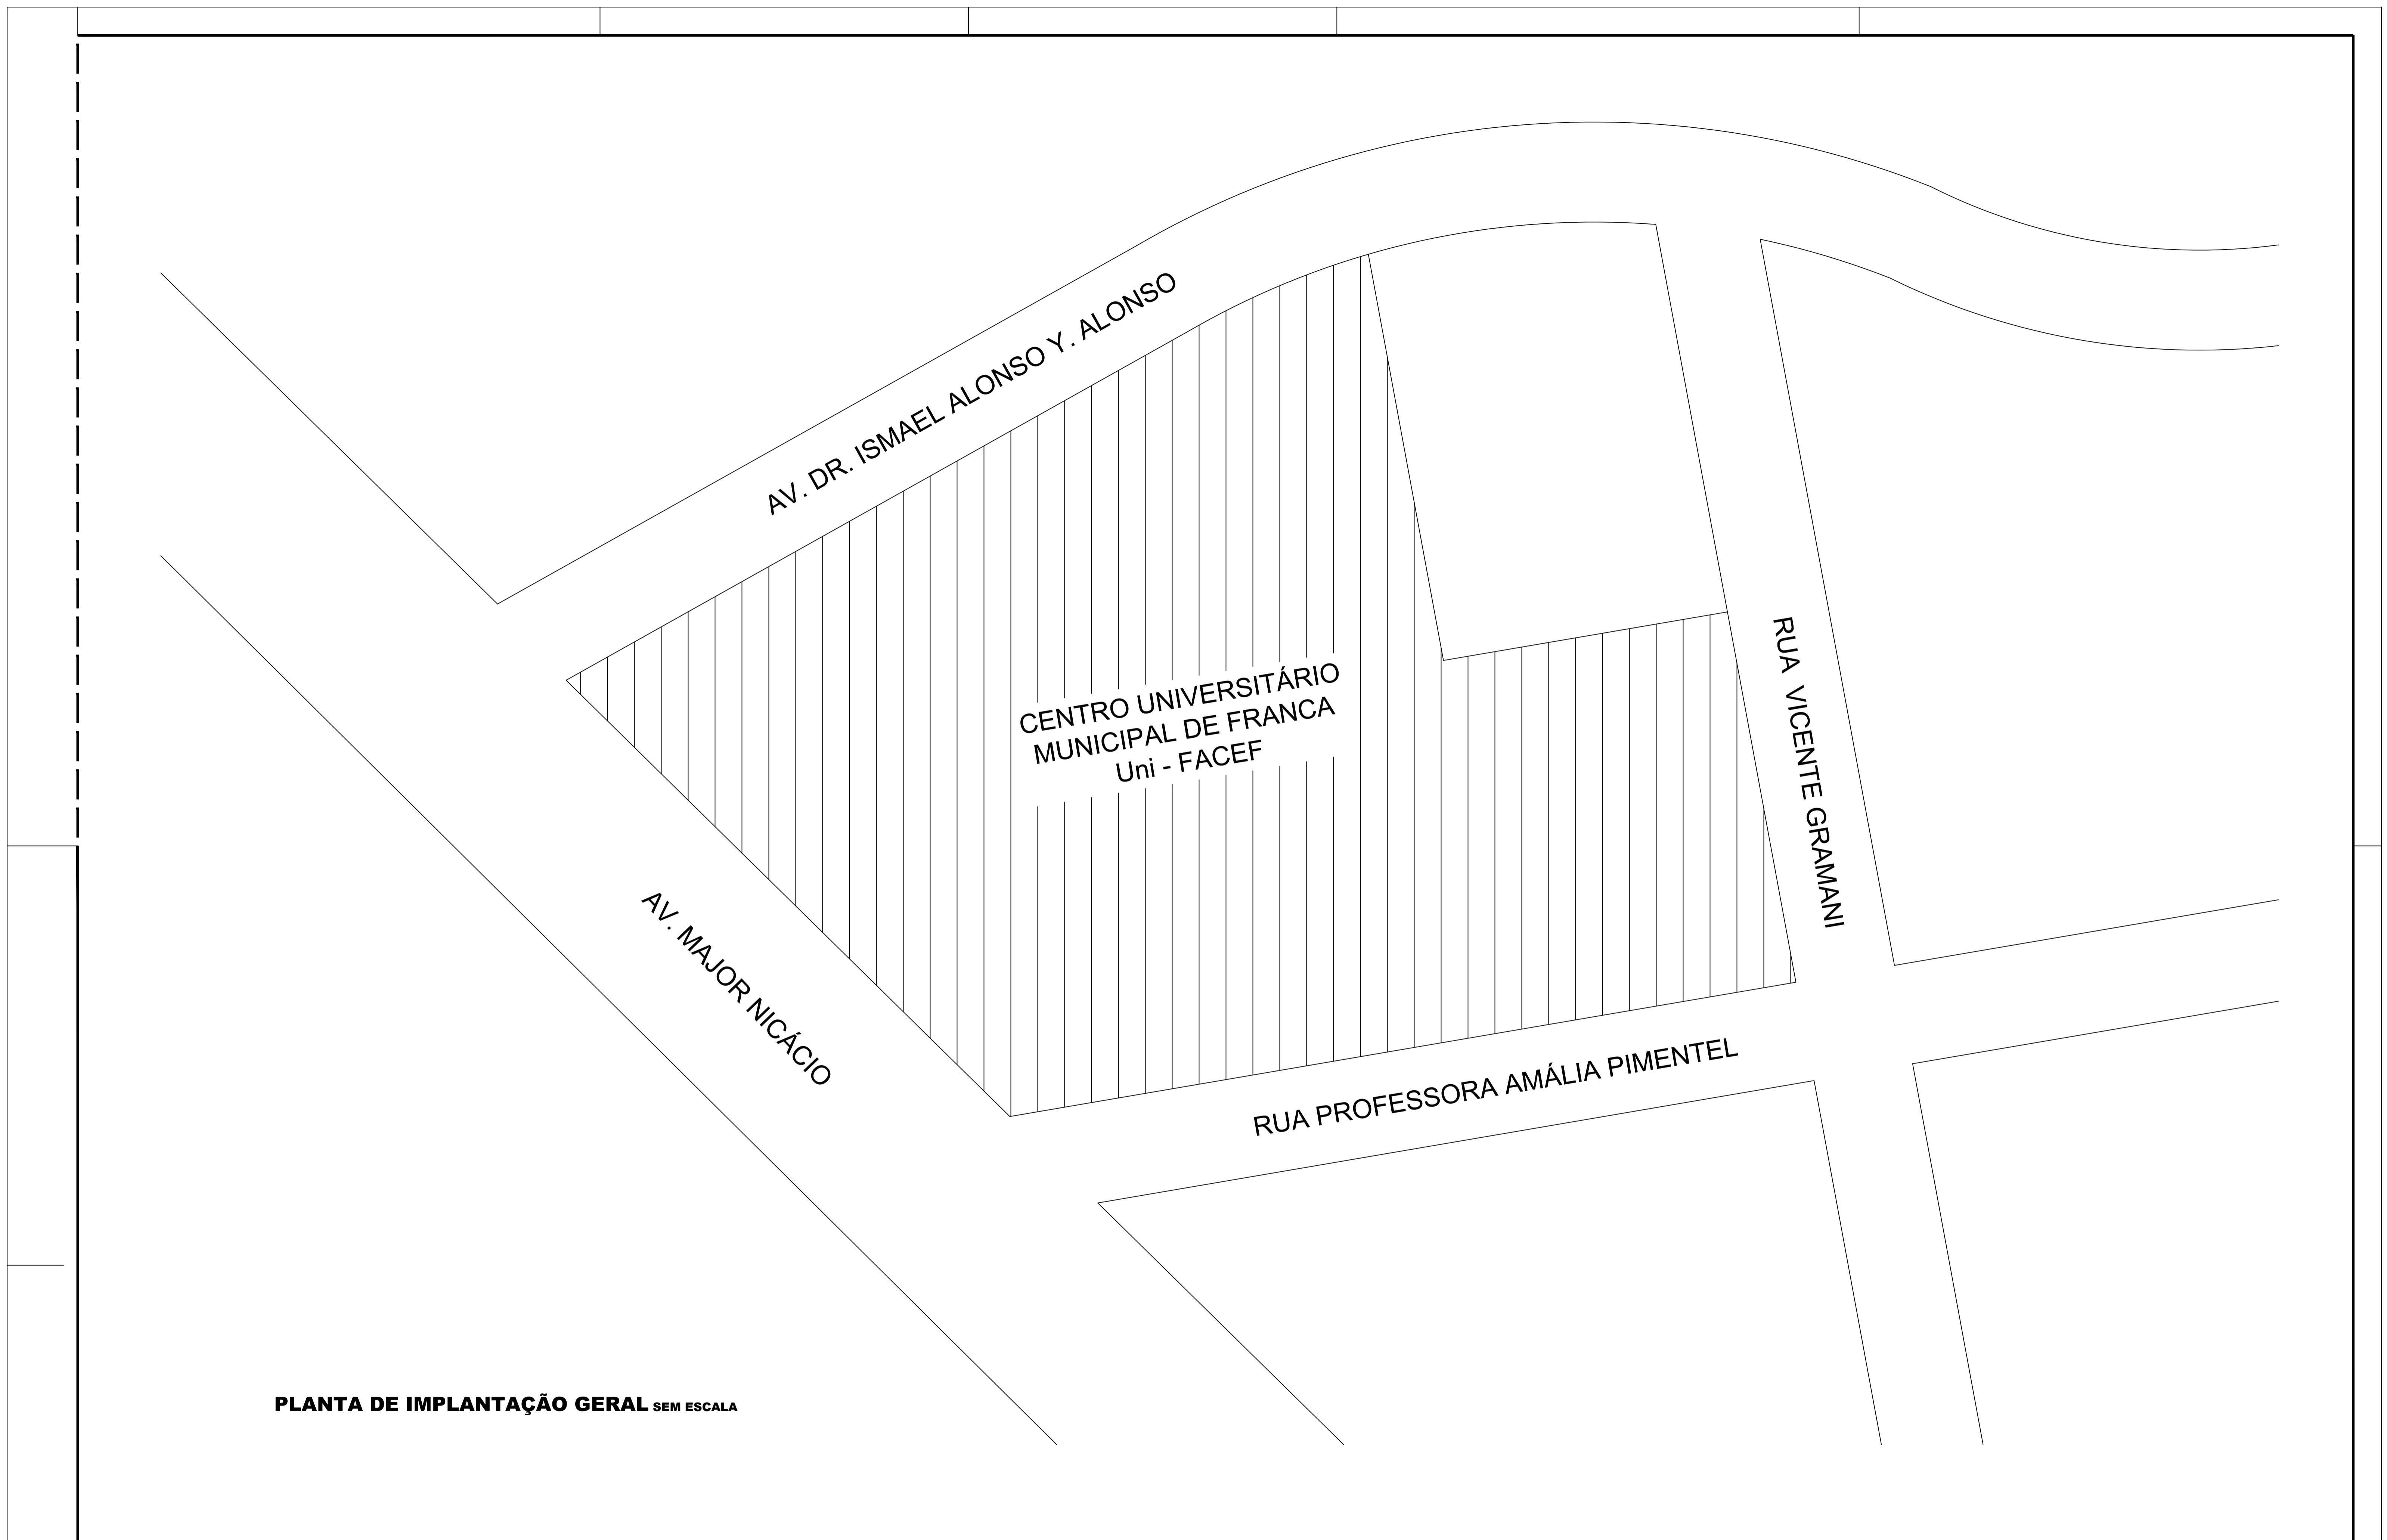 AV. DR. ISMAEL ALONSO Y. ALONSO
CENTRO UNIVERSITÁRIO
MUNICIPAL DE FRANCA
Uni - FACEF
RUA VICENTE GRAMANI
AV. MAJOR NICÁCIO
RUA PROFESSORA AMÁLIA PIMENTEL
PLANTA DE IMPLANTAÇÃO GERAL SEM ESCALA